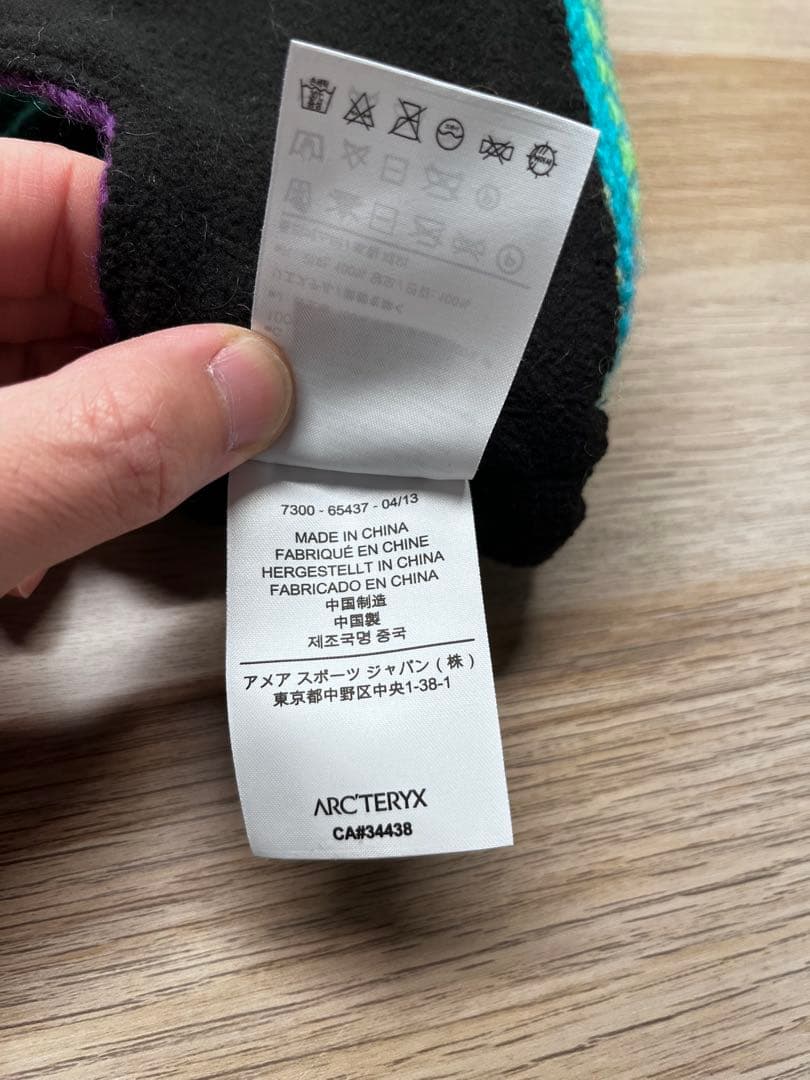 7300 - 65437 - 04/13
MADE IN CHINA
FABRIQUÉ EN CHINE
HERGESTELLT IN CHINA
FABRICADO EN CHINA
中国制造
中国製
제조국명 중국
アメア スポーツ ジャパン ( 株 )
東京都中野区中央1-38-1
ARC'TERYX
CA#34438